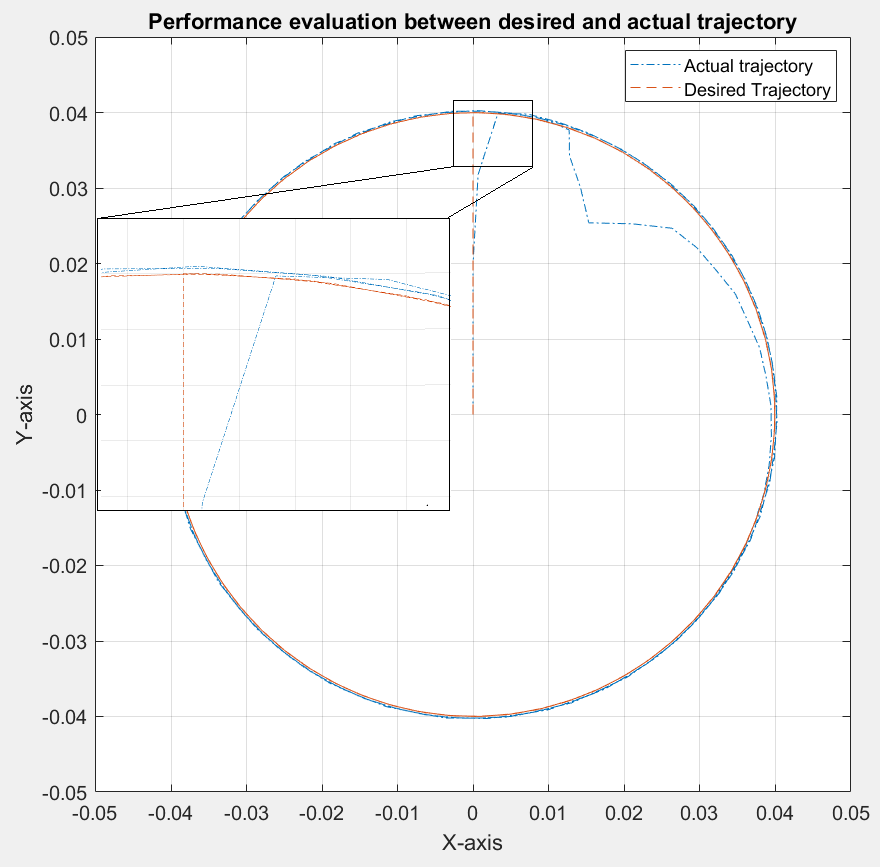 Performance evaluation between desired and actual trajectory
Actual trajectory
Desired Trajectory
0.05
0.04
0.03
0.02
0.01
0
-0.01
-0.02
-0.03
-0.04
-0.05
Y-axis
-0.05 -0.04 -0.03 -0.02 -0.01 0 0.01 0.02 0.03 0.04 0.05
X-axis